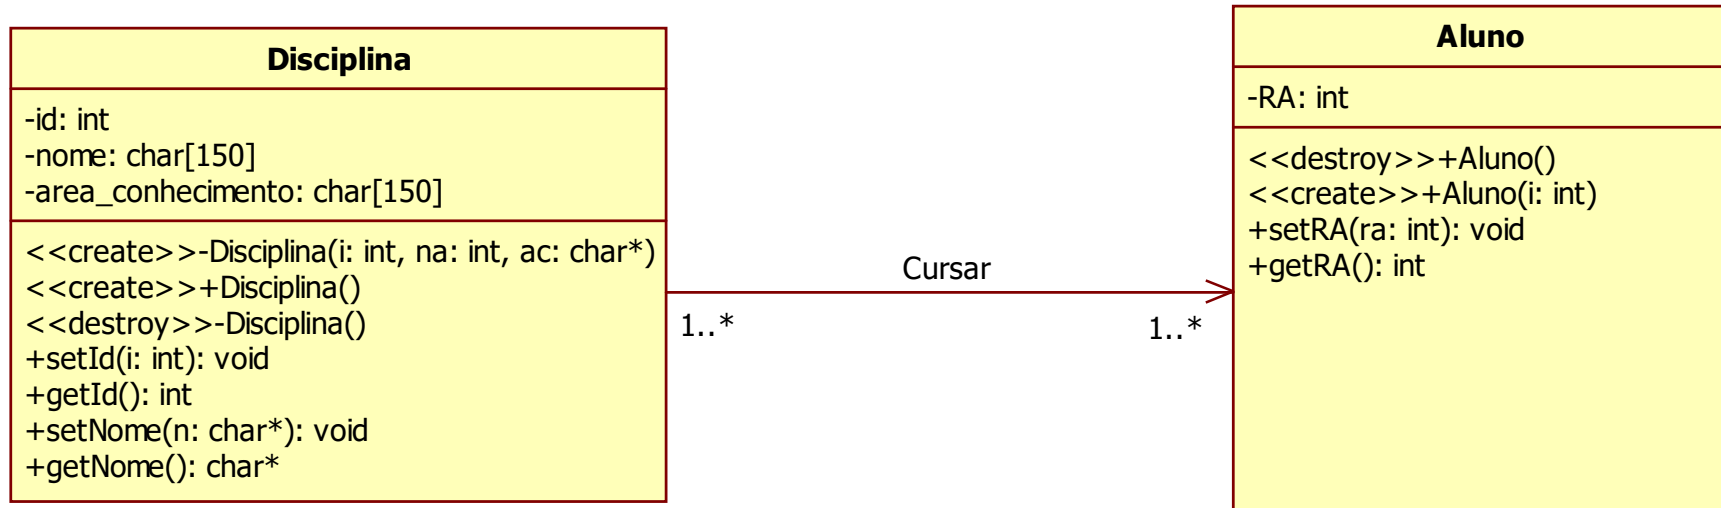 Disciplina
-id: int
-nome: char[150]
-area_conhecimento: char[150]
<<create>>-Disciplina(i: int, na: int, ac: char*)
<<create>>+Disciplina()
<<destroy>>-Disciplina()
+setId(i: int): void
+getId(): int
+setNome(n: char*): void
+getNome(): char*
Cursar
1..*
1..*
Aluno
-RA: int
<<destroy>>+Aluno()
<<create>>+Aluno(i: int)
+setRA(ra: int): void
+getRA(): int